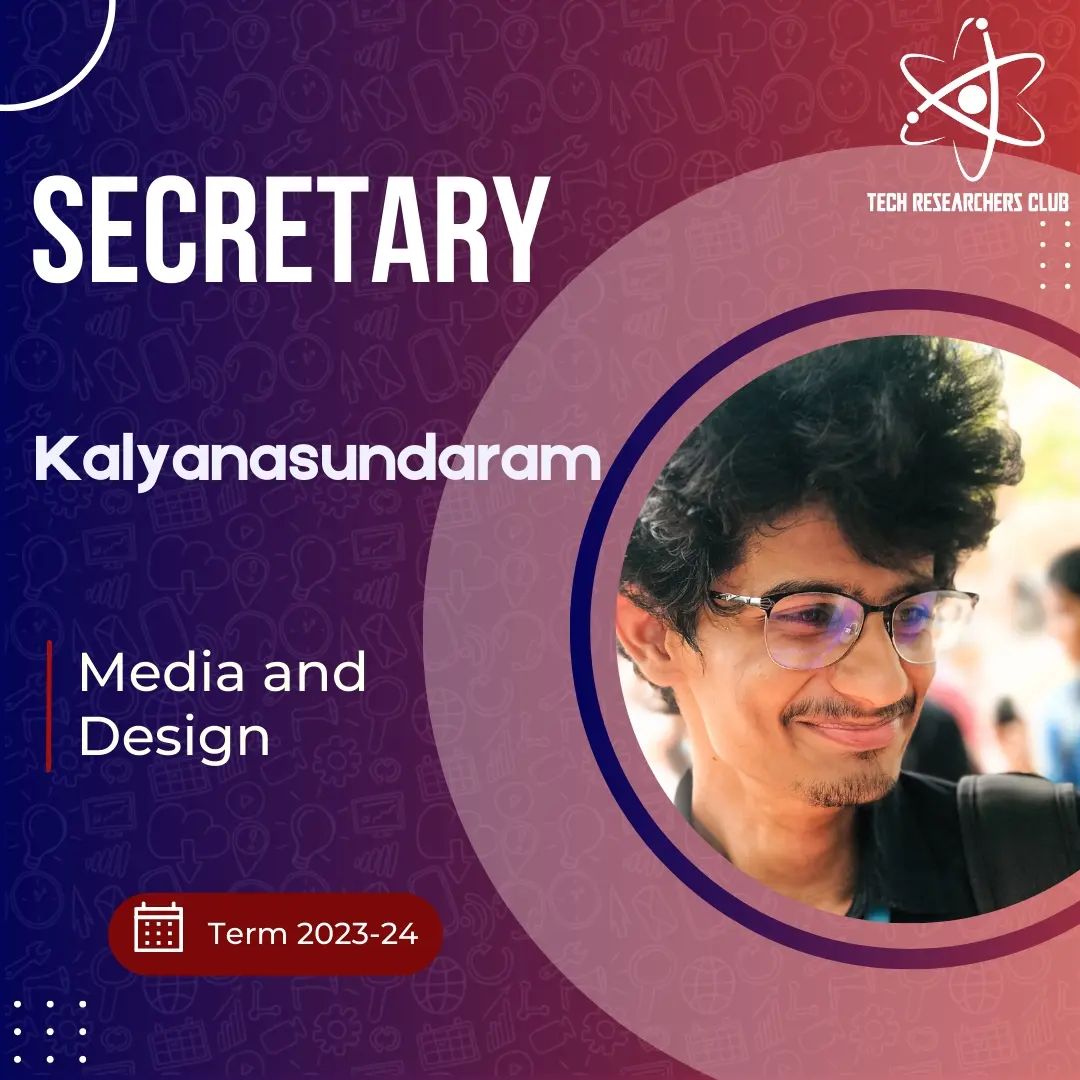 TECH RESEARCHERS CLUB
SECRETARY
Kalyanasundaram
Media and
Design
Term 2023-24